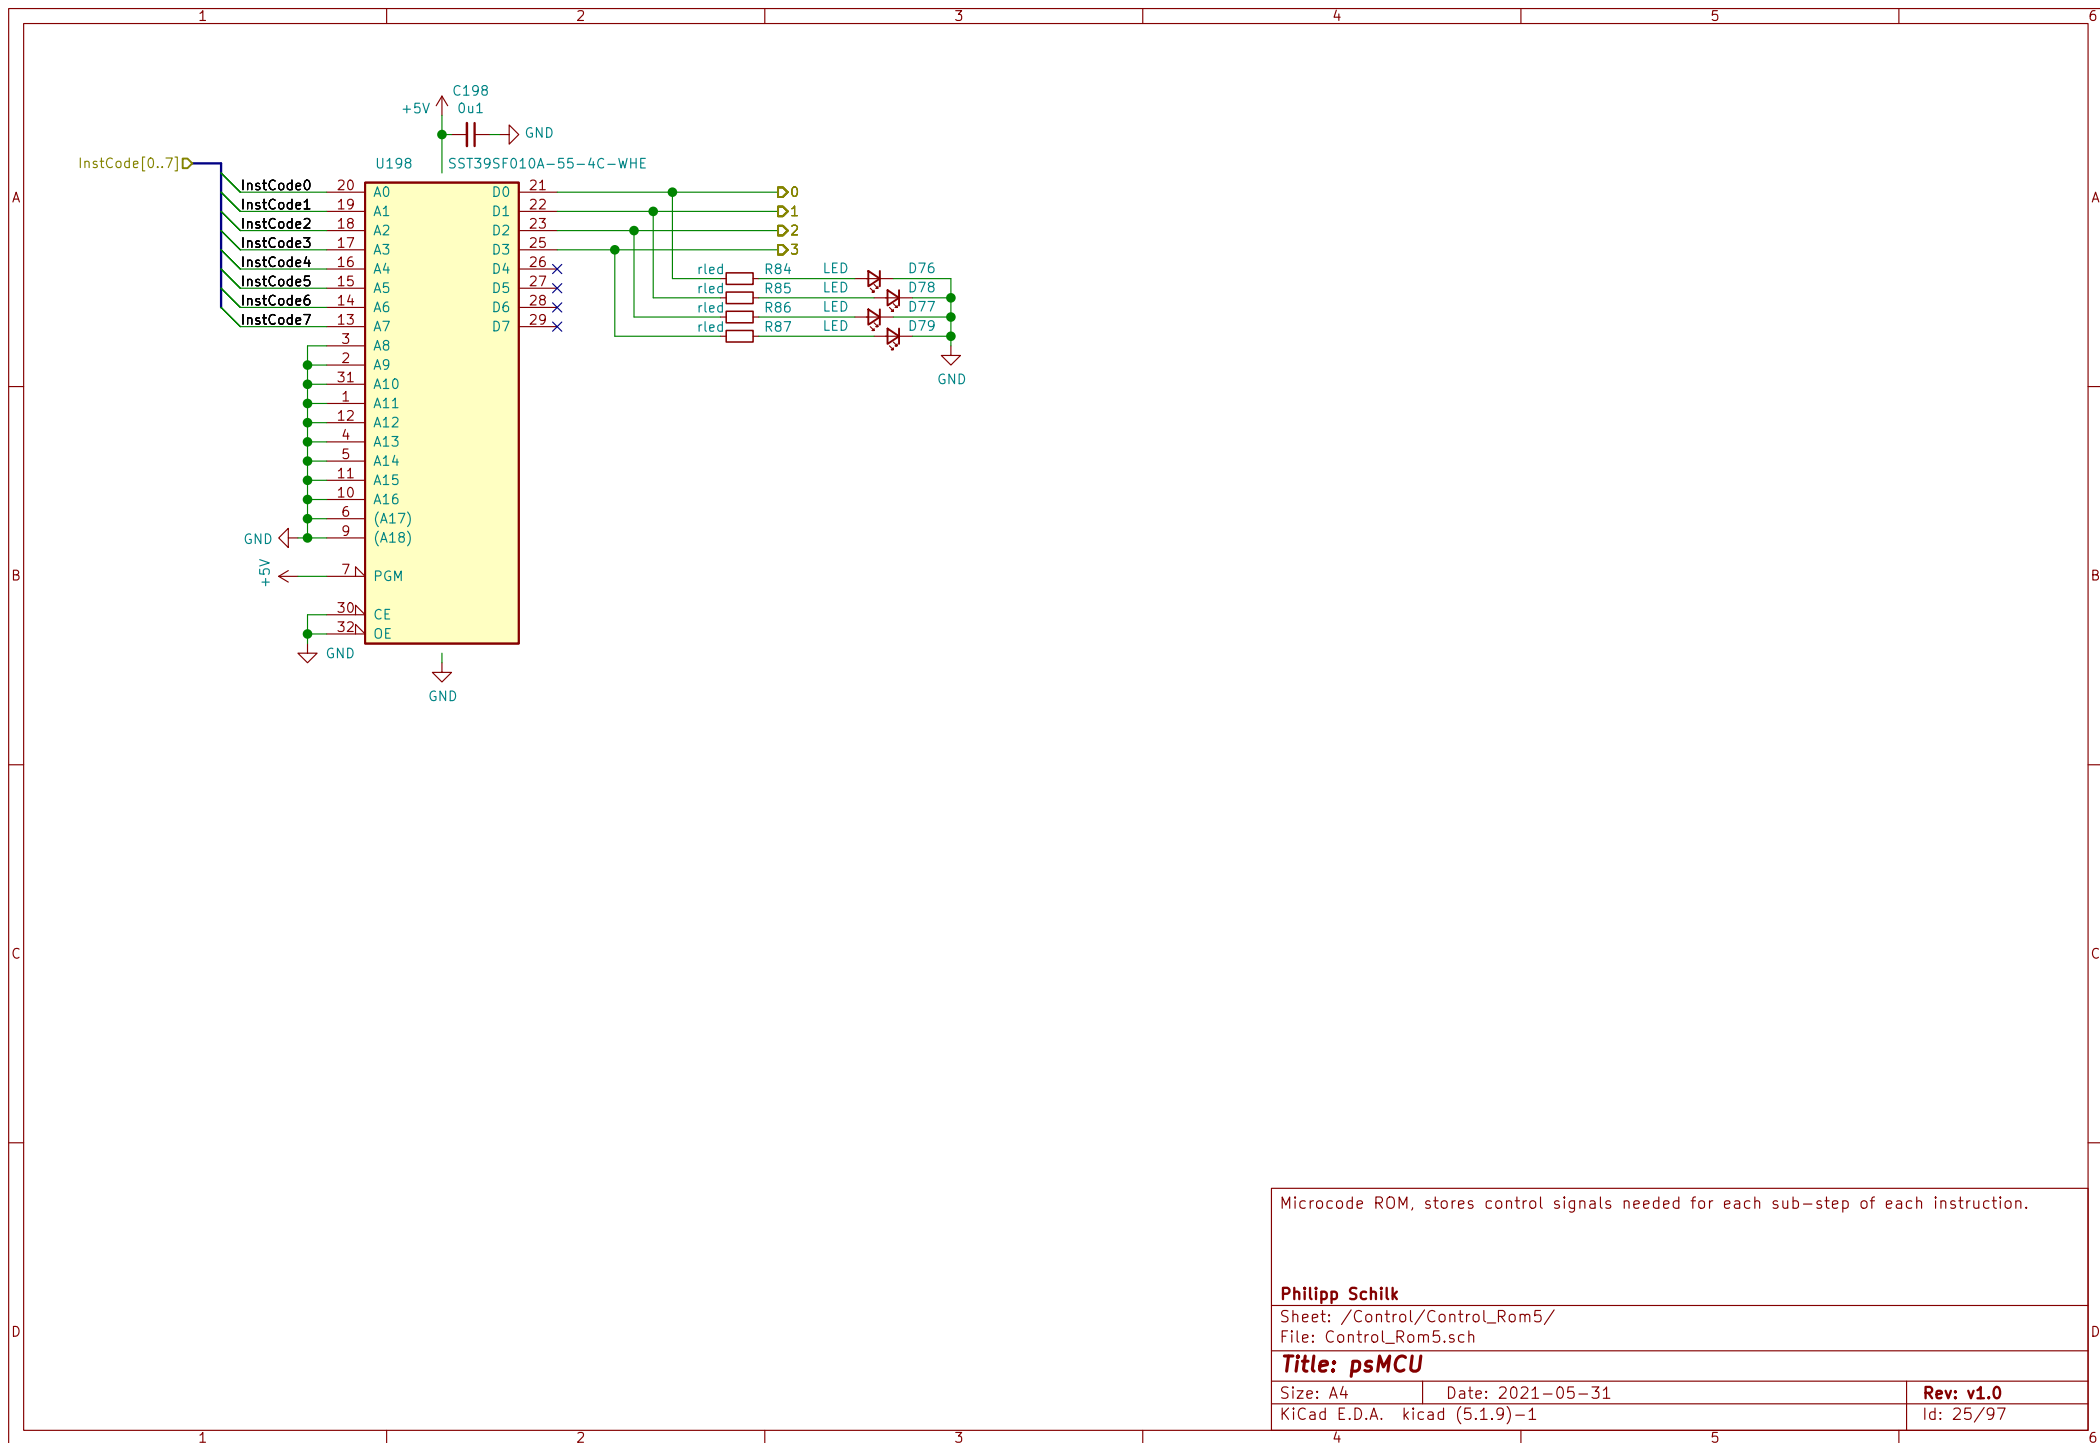 1 2 3 4 5 6
C198
+5V 0u1
GND
InstCode[0..7]
U198 SST39SF010A-55-4C-WHE
InstCode0 20 A0 D0 21 0
A A
InstCode1 19 A1 D1 22 1
InstCode2 18 A2 D2 23 2
InstCode3 17 A3 D3 25 3
InstCode4 16 A4 D4 26 rled R84 LED D76
InstCode5 15 A5 D5 27 rled R85 LED D78
InstCode6 14 A6 D6 28 rled R86 LED D77
InstCode7 13 A7 D7 29 rled R87 LED D79
3 A8
2 A9
GND
31 A10
1 A11
12 A12
4 A13
5 A14
11 A15
10 A16
6 (A17)
GND 9 (A18)
+5V 7 PGM
B B
30 CE
32 OE
GND
GND
C C
Microcode ROM, stores control signals needed for each sub-step of each instruction.
Philipp Schilk
Sheet: /Control/Control_Rom5/
D D
File: Control_Rom5.sch
Title: psMCU
Size: A4 Date: 2021-05-31 Rev: v1.0
KiCad E.D.A. kicad (5.1.9)-1 Id: 25/97
1 2 3 4 5 6